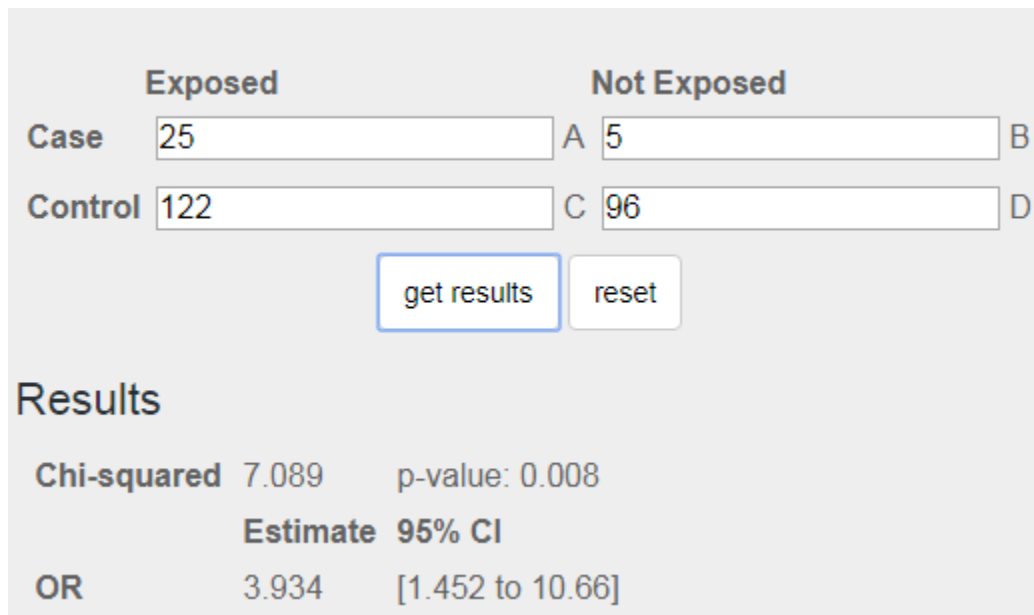 Exposed Not Exposed
Case 25 A 5 B
Control 122 C 96 D
get results reset
Results
Chi-squared 7.089 p-value: 0.008
Estimate 95% CI
OR 3.934 [1.452 to 10.66]